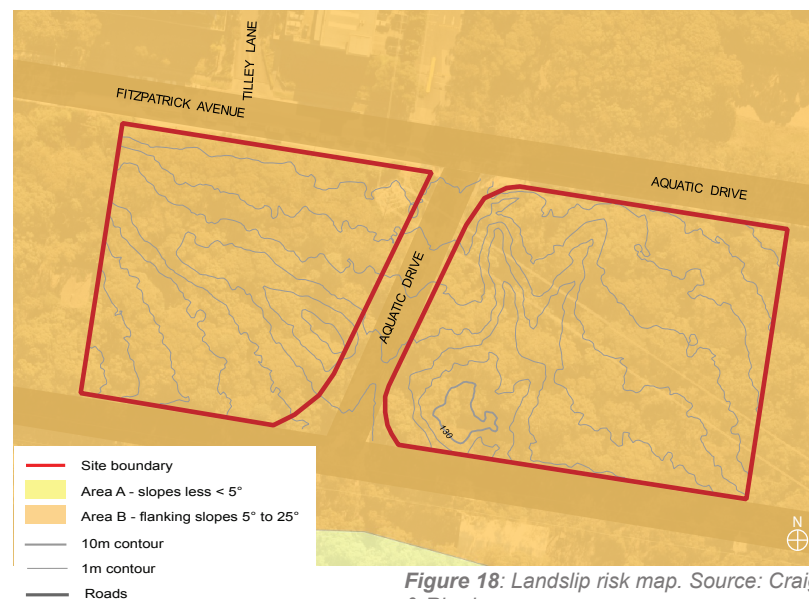 TILLEY LANE
FITZPATRICK AVENUE
AQUATIC DRIVE
AQUATIC DRIVE
130
Site boundary
Area A - slopes less < 5°
Area B - flanking slopes 5° to 25°
10m contour
1m contour
Roads
N
Figure 18: Landslip risk map. Source: Craig